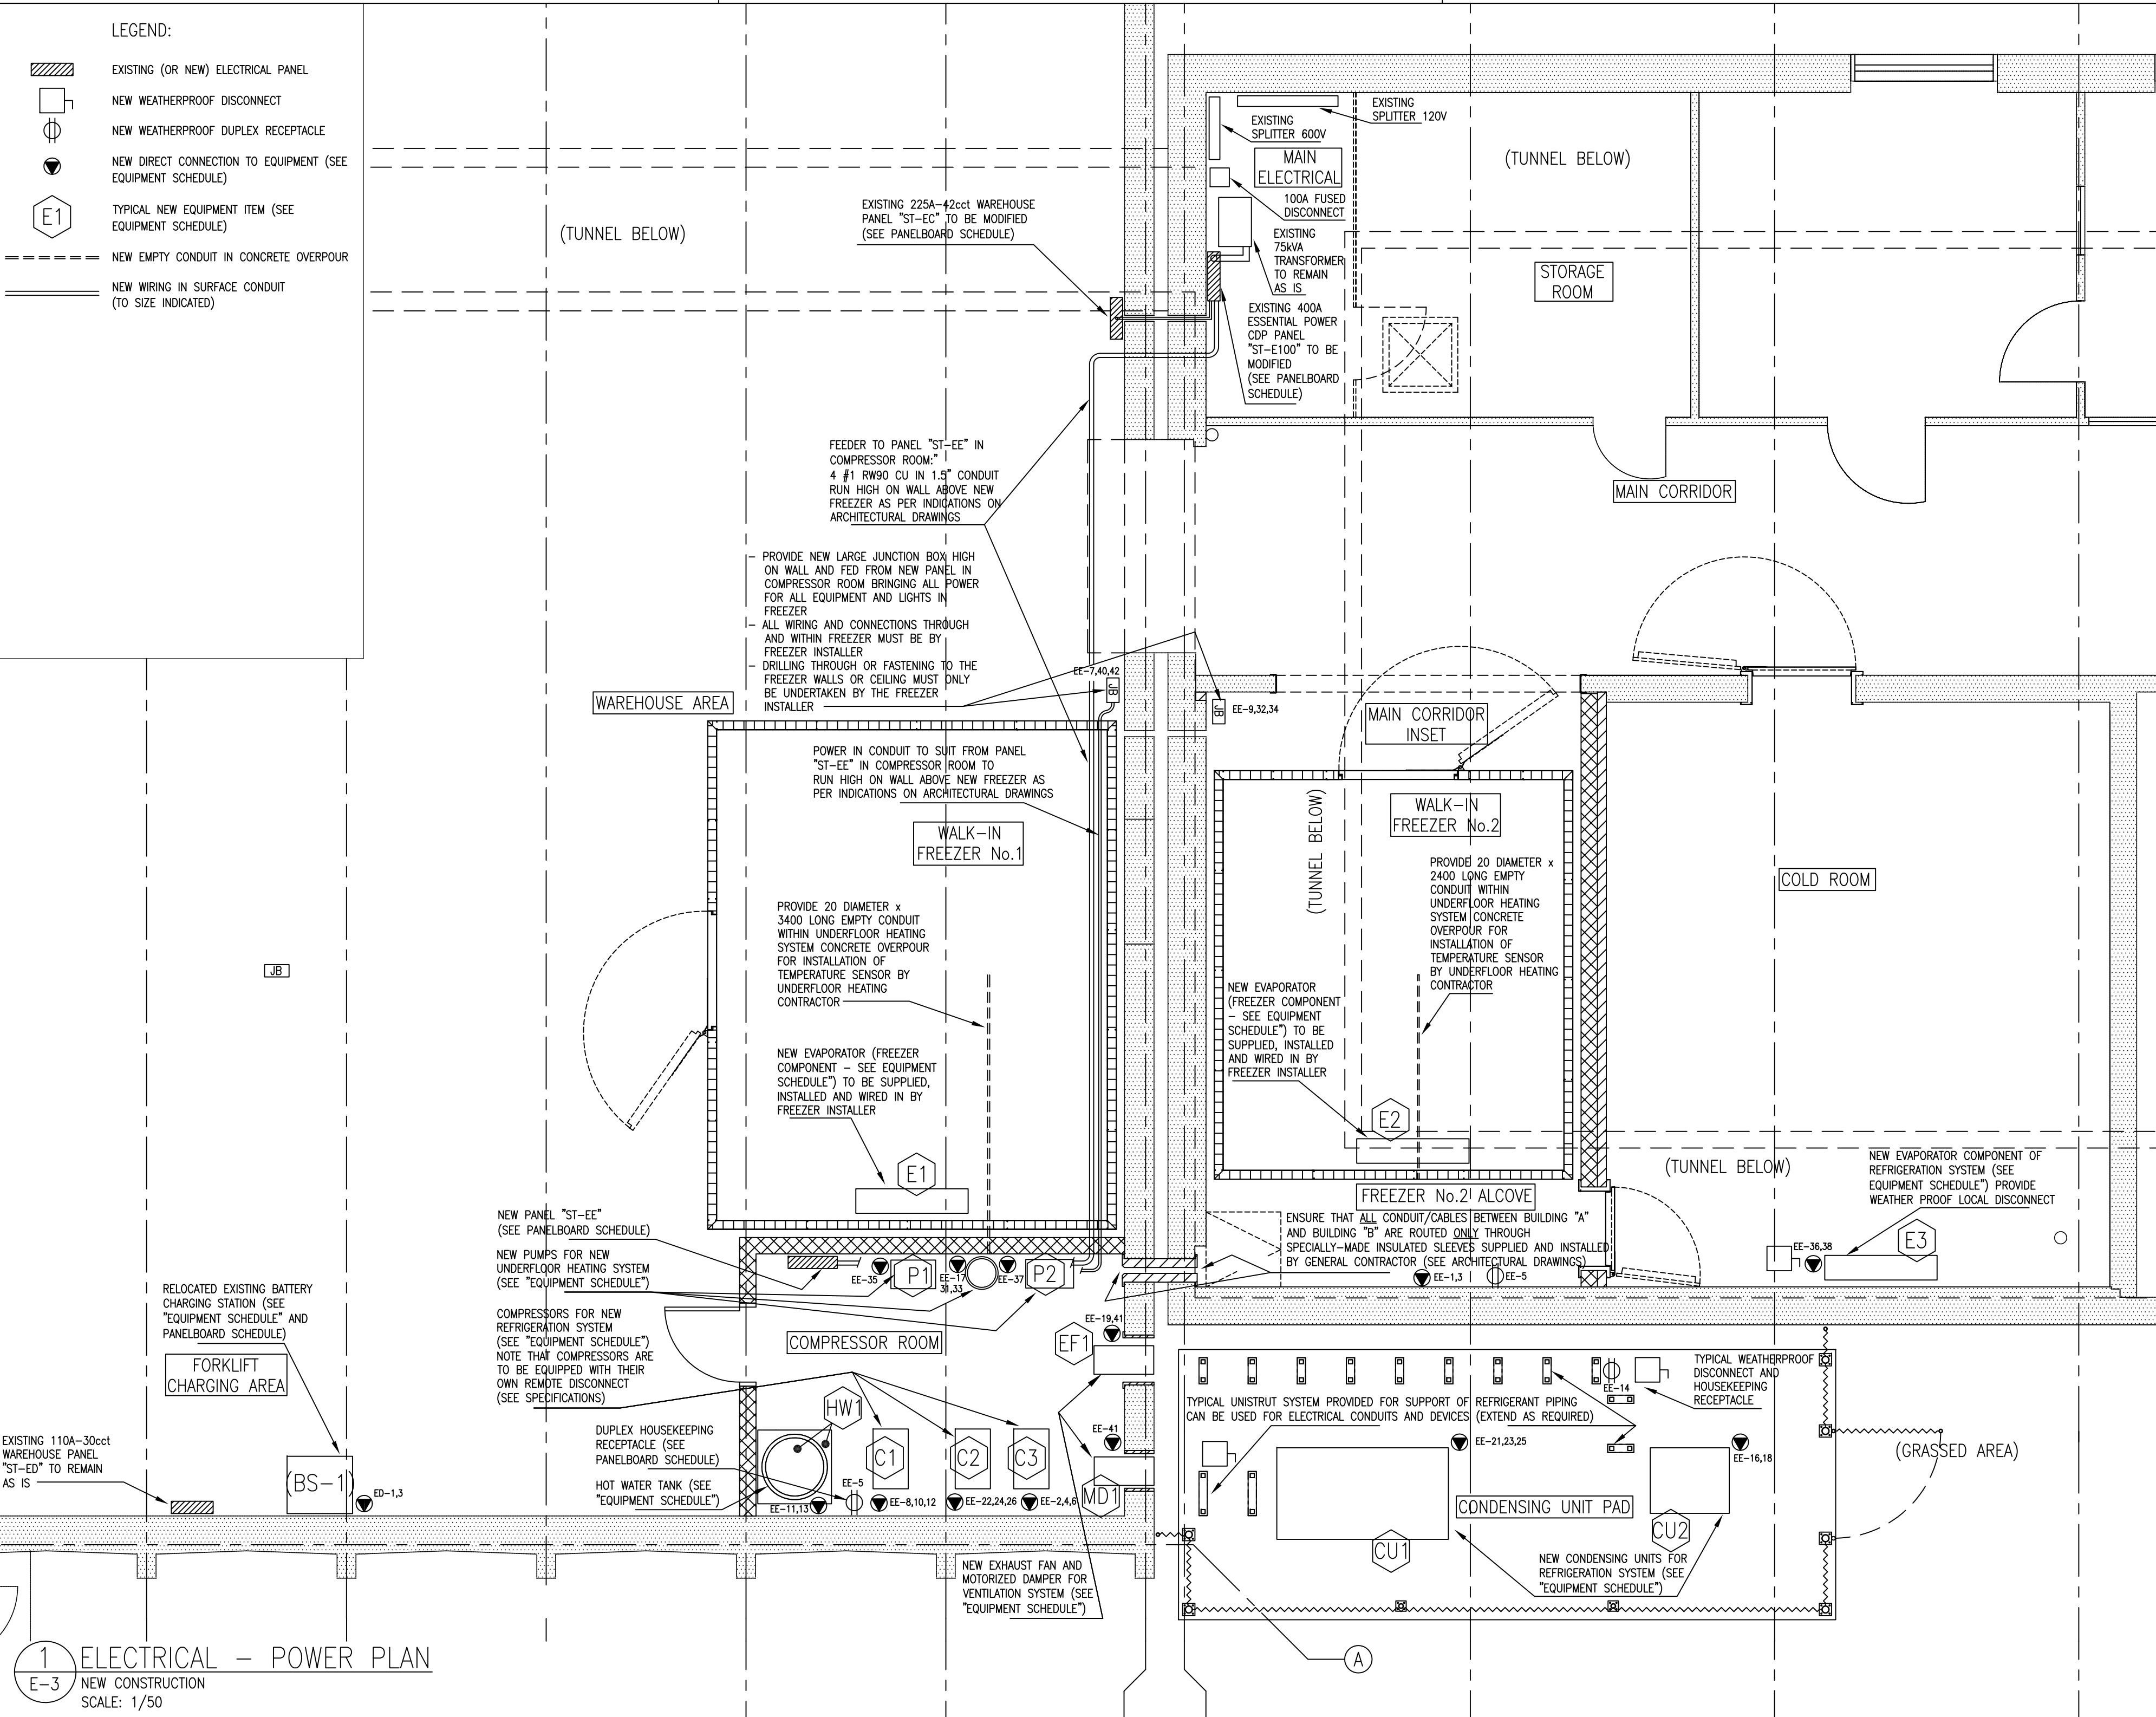 LEGEND:
EXISTING (OR NEW) ELECTRICAL PANEL
NEW WEATHERPROOF DISCONNECT
NEW WEATHERPROOF DUPLEX RECEPTACLE
NEW DIRECT CONNECTION TO EQUIPMENT (SEE
EQUIPMENT SCHEDULE)
E1
TYPICAL NEW EQUIPMENT ITEM (SEE
EQUIPMENT SCHEDULE)
NEW EMPTY CONDUIT IN CONCRETE OVERPOUR
NEW WIRING IN SURFACE CONDUIT
(TO SIZE INDICATED)
(TUNNEL BELOW)
EXISTING 225A-42cct WAREHOUSE
PANEL "ST-EC" TO BE MODIFIED
(SEE PANELBOARD SCHEDULE)
EXISTING
SPLITTER 120V
EXISTING
SPLITTER 600V
MAIN
ELECTRICAL
100A FUSED
DISCONNECT
EXISTING
75kVA
TRANSFORMER
TO REMAIN
AS IS
EXISTING 400A
ESSENTIAL POWER
CDP PANEL
"ST-E100" TO BE
MODIFIED
(SEE PANELBOARD
SCHEDULE)
(TUNNEL BELOW)
STORAGE
ROOM
MAIN CORRIDOR
FEEDER TO PANEL "ST-EE" IN
COMPRESSOR ROOM:"
4 #1 RW90 CU IN 1.5" CONDUIT
RUN HIGH ON WALL ABOVE NEW
FREEZER AS PER INDICATIONS ON
ARCHITECTURAL DRAWINGS
- PROVIDE NEW LARGE JUNCTION BOX HIGH
ON WALL AND FED FROM NEW PANEL IN
COMPRESSOR ROOM BRINGING ALL POWER
FOR ALL EQUIPMENT AND LIGHTS IN
FREEZER
- ALL WIRING AND CONNECTIONS THROUGH
AND WITHIN FREEZER MUST BE BY
FREEZER INSTALLER
- DRILLING THROUGH OR FASTENING TO THE
FREEZER WALLS OR CEILING MUST ONLY
BE UNDERTAKEN BY THE FREEZER
INSTALLER
EE-7,40,42
JB
JB
EE-9,32,34
WAREHOUSE AREA
MAIN CORRIDOR
INSET
POWER IN CONDUIT TO SUIT FROM PANEL
"ST-EE" IN COMPRESSOR ROOM TO
RUN HIGH ON WALL ABOVE NEW FREEZER AS
PER INDICATIONS ON ARCHITECTURAL DRAWINGS
WALK-IN
FREEZER No.1
(TUNNEL BELOW)
WALK-IN
FREEZER No.2
PROVIDE 20 DIAMETER x
2400 LONG EMPTY
CONDUIT WITHIN
UNDERFLOOR HEATING
SYSTEM CONCRETE
OVERPOUR FOR
INSTALLATION OF
TEMPERATURE SENSOR
BY UNDERFLOOR HEATING
CONTRACTOR
COLD ROOM
PROVIDE 20 DIAMETER x
3400 LONG EMPTY CONDUIT
WITHIN UNDERFLOOR HEATING
SYSTEM CONCRETE OVERPOUR
FOR INSTALLATION OF
TEMPERATURE SENSOR BY
UNDERFLOOR HEATING
CONTRACTOR
JB
NEW EVAPORATOR
(FREEZER COMPONENT
- SEE EQUIPMENT
SCHEDULE") TO BE
SUPPLIED, INSTALLED
AND WIRED IN BY
FREEZER INSTALLER
NEW EVAPORATOR (FREEZER
COMPONENT - SEE EQUIPMENT
SCHEDULE") TO BE SUPPLIED,
INSTALLED AND WIRED IN BY
FREEZER INSTALLER
E1
E2
(TUNNEL BELOW)
NEW EVAPORATOR COMPONENT OF
REFRIGERATION SYSTEM (SEE
EQUIPMENT SCHEDULE") PROVIDE
WEATHER PROOF LOCAL DISCONNECT
FREEZER No.2 ALCOVE
ENSURE THAT ALL CONDUIT/CABLES BETWEEN BUILDING "A"
AND BUILDING "B" ARE ROUTED ONLY THROUGH
SPECIALLY-MADE INSULATED SLEEVES SUPPLIED AND INSTALLED
BY GENERAL CONTRACTOR (SEE ARCHITECTURAL DRAWINGS)
EE-1,3
EE-5
EE-36,38
E3
NEW PANEL "ST-EE"
(SEE PANELBOARD SCHEDULE)
NEW PUMPS FOR NEW
UNDERFLOOR HEATING SYSTEM
(SEE "EQUIPMENT SCHEDULE")
EE-35
P1
EE-17
31,33
EE-37
P2
RELOCATED EXISTING BATTERY
CHARGING STATION (SEE
"EQUIPMENT SCHEDULE" AND
PANELBOARD SCHEDULE)
FORKLIFT
CHARGING AREA
COMPRESSORS FOR NEW
REFRIGERATION SYSTEM
(SEE "EQUIPMENT SCHEDULE")
NOTE THAT COMPRESSORS ARE
TO BE EQUIPPED WITH THEIR
OWN REMOTE DISCONNECT
(SEE SPECIFICATIONS)
COMPRESSOR ROOM
EE-19,41
EF1
EE-14
TYPICAL WEATHERPROOF
DISCONNECT AND
HOUSEKEEPING
RECEPTACLE
TYPICAL UNISTRUT SYSTEM PROVIDED FOR SUPPORT OF REFRIGERANT PIPING
CAN BE USED FOR ELECTRICAL CONDUITS AND DEVICES (EXTEND AS REQUIRED)
DUPLEX HOUSEKEEPING
RECEPTACLE (SEE
PANELBOARD SCHEDULE)
HOT WATER TANK (SEE
"EQUIPMENT SCHEDULE")
HW1
C1
C2
C3
EE-41
MD1
EE-11,13
EE-5
EE-8,10,12
EE-22,24,26
EE-2,4,6
EE-21,23,25
EE-16,18
(GRASSED AREA)
EXISTING 110A-30cct
WAREHOUSE PANEL
"ST-ED" TO REMAIN
AS IS
(BS-1)
ED-1,3
CONDENSING UNIT PAD
CU1
CU2
NEW EXHAUST FAN AND
MOTORIZED DAMPER FOR
VENTILATION SYSTEM (SEE
"EQUIPMENT SCHEDULE")
NEW CONDENSING UNITS FOR
REFRIGERATION SYSTEM (SEE
"EQUIPMENT SCHEDULE")
A
1
E-3
ELECTRICAL - POWER PLAN
NEW CONSTRUCTION
SCALE: 1/50